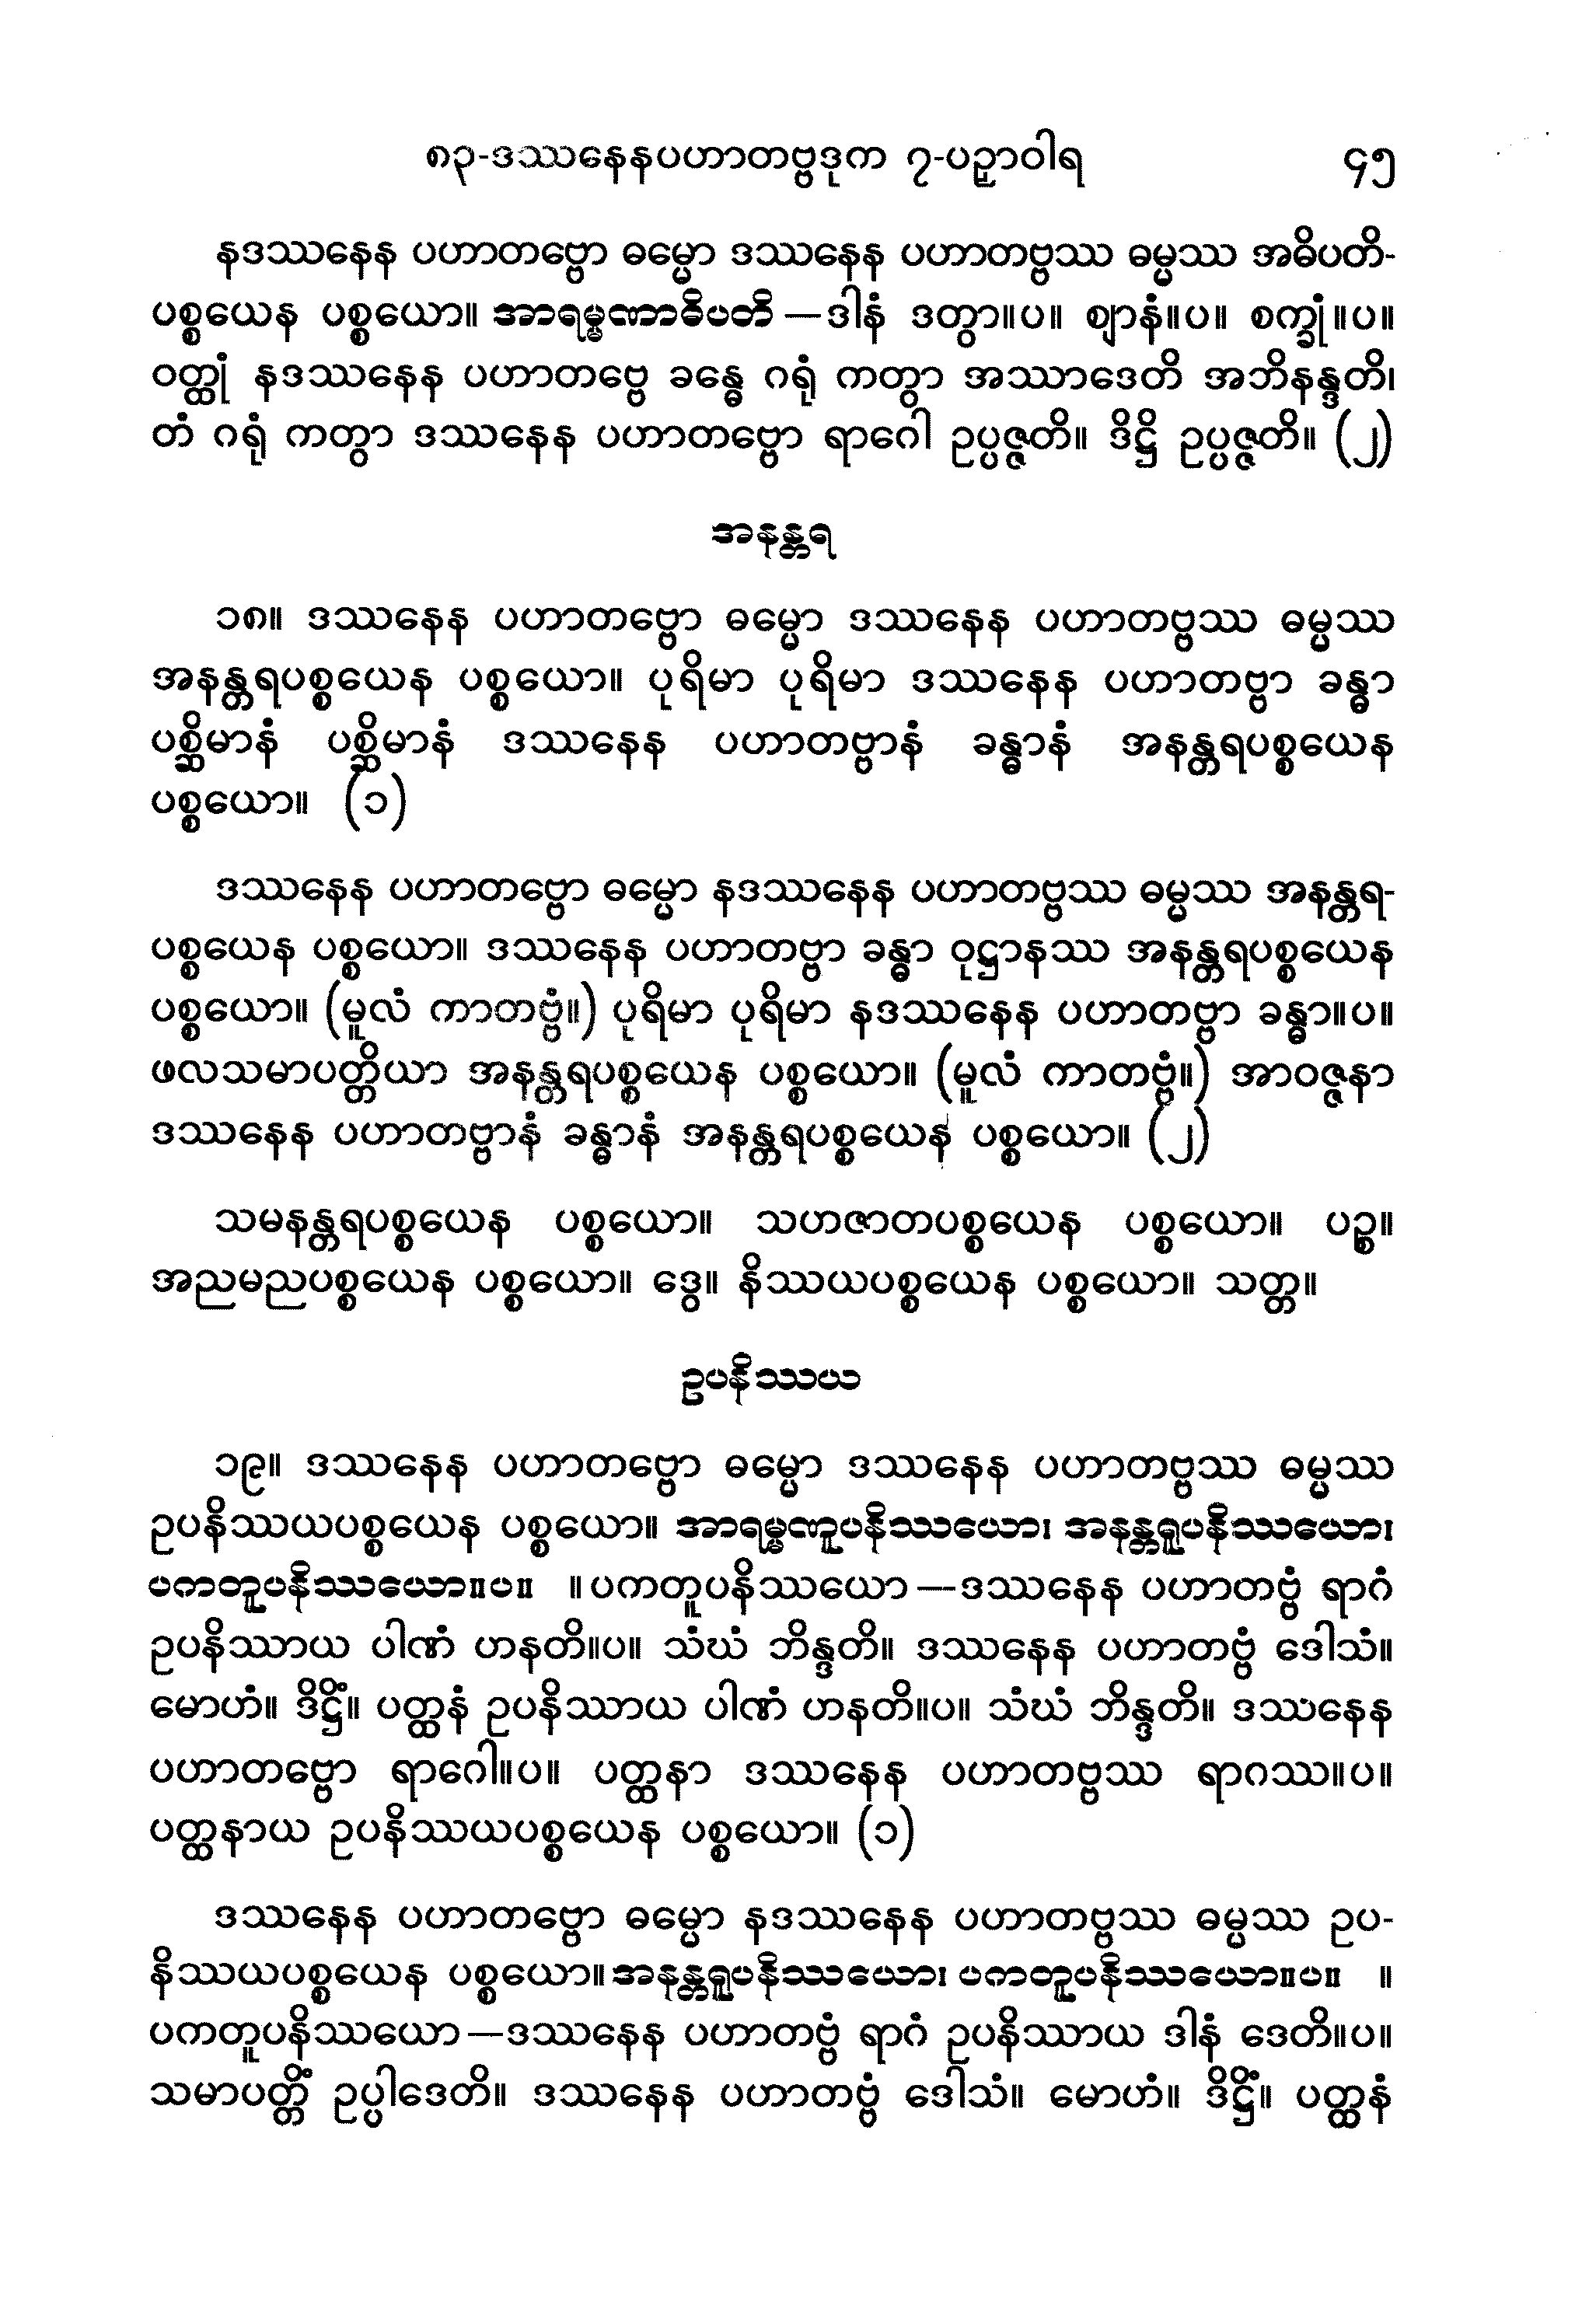 ၈၃-ဒဿနေနပဟာတဗ္ဗဒုက ၇-ပဉှာဝါရ ၄၅
နဒဿနေန ပဟာတဗ္ဗော ဓမ္မော ဒဿနေန ပဟာတဗ္ဗဿ ဓမ္မဿ အဓိပတိ-
ပစ္စယေန ပစ္စယော။ အာရမ္မဏာဓိပတိ—ဒါနံ ဒတွာ။ပ။ ဈာနံ။ပ။ စက္ခုံ။ပ။
ဝတ္ထုံ နဒဿနေန ပဟာတဗ္ဗေ ခန္ဓေ ဂရုံ ကတွာ အဿာဒေတိ အဘိနန္ဒတိ၊
တံ ဂရုံ ကတွာ ဒဿနေန ပဟာတဗ္ဗော ရာဂေါ ဥပ္ပဇ္ဇတိ။ ဒိဋ္ဌိ ဥပ္ပဇ္ဇတိ။ (၂)
အနန္တရ
၁၈။ ဒဿနေန ပဟာတဗ္ဗော ဓမ္မော ဒဿနေန ပဟာတဗ္ဗဿ ဓမ္မဿ
အနန္တရပစ္စယေန ပစ္စယော။ ပုရိမာ ပုရိမာ ဒဿနေန ပဟာတဗ္ဗာ ခန္ဓာ
ပစ္ဆိမာနံ ပစ္ဆိမာနံ ဒဿနေန ပဟာတဗ္ဗာနံ ခန္ဓာနံ အနန္တရပစ္စယေန
ပစ္စယော။ (၁)
ဒဿနေန ပဟာတဗ္ဗော ဓမ္မော နဒဿနေန ပဟာတဗ္ဗဿ ဓမ္မဿ အနန္တရ-
ပစ္စယေန ပစ္စယော။ ဒဿနေန ပဟာတဗ္ဗာ ခန္ဓာ ဝုဋ္ဌာနဿ အနန္တရပစ္စယေန
ပစ္စယော။ (မူလံ ကာတဗ္ဗံ။) ပုရိမာ ပုရိမာ နဒဿနေန ပဟာတဗ္ဗာ ခန္ဓာ။ပ။
ဖလသမာပတ္တိယာ အနန္တရပစ္စယေန ပစ္စယော။ (မူလံ ကာတဗ္ဗံ။) အာဝဇ္ဇနာ
ဒဿနေန ပဟာတဗ္ဗာနံ ခန္ဓာနံ အနန္တရပစ္စယေန ပစ္စယော။ (၂)
သမနန္တရပစ္စယေန ပစ္စယော။ သဟဇာတပစ္စယေန ပစ္စယော။ ပဉ္စ။
အညမညပစ္စယေန ပစ္စယော။ ဒွေ။ နိဿယပစ္စယေန ပစ္စယော။ သတ္တ။
ဥပနိဿယ
၁၉။ ဒဿနေန ပဟာတဗ္ဗော ဓမ္မော ဒဿနေန ပဟာတဗ္ဗဿ ဓမ္မဿ
ဥပနိဿယပစ္စယေန ပစ္စယော။ အာရမ္မဏူပနိဿယော၊ အနန္တရူပနိဿယော၊
ပကတူပနိဿယော။ပ။ ။ ပကတူပနိဿယော—ဒဿနေန ပဟာတဗ္ဗံ ရာဂံ
ဥပနိဿာယ ပါဏံ ဟနတိ။ပ။ သံဃံ ဘိန္ဒတိ။ ဒဿနေန ပဟာတဗ္ဗံ ဒေါသံ။
မောဟံ။ ဒိဋ္ဌိံ။ ပတ္ထနံ ဥပနိဿာယ ပါဏံ ဟနတိ။ပ။ သံဃံ ဘိန္ဒတိ။ ဒဿနေန
ပဟာတဗ္ဗော ရာဂေါ။ပ။ ပတ္ထနာ ဒဿနေန ပဟာတဗ္ဗဿ ရာဂဿ။ပ။
ပတ္ထနာယ ဥပနိဿယပစ္စယေန ပစ္စယော။ (၁)
ဒဿနေန ပဟာတဗ္ဗော ဓမ္မော နဒဿနေန ပဟာတဗ္ဗဿ ဓမ္မဿ ဥပ-
နိဿယပစ္စယေန ပစ္စယော။ အနန္တရူပနိဿယော၊ ပကတူပနိဿယော။ပ။ ။
ပကတူပနိဿယော—ဒဿနေန ပဟာတဗ္ဗံ ရာဂံ ဥပနိဿာယ ဒါနံ ဒေတိ။ပ။
သမာပတ္တိံ ဥပ္ပါဒေတိ။ ဒဿနေန ပဟာတဗ္ဗံ ဒေါသံ။ မောဟံ။ ဒိဋ္ဌိံ။ ပတ္ထနံ